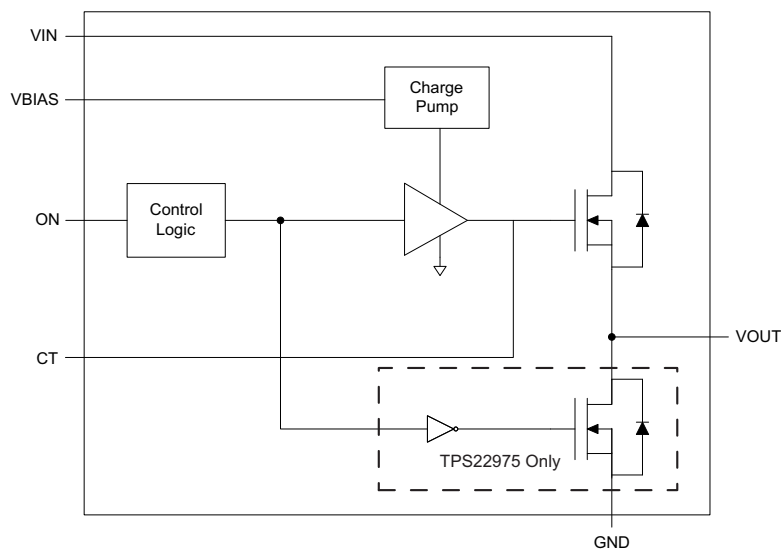 VIN
VBIAS
Charge
Pump
ON
Control
Logic
VOUT
CT
TPS22975 Only
GND